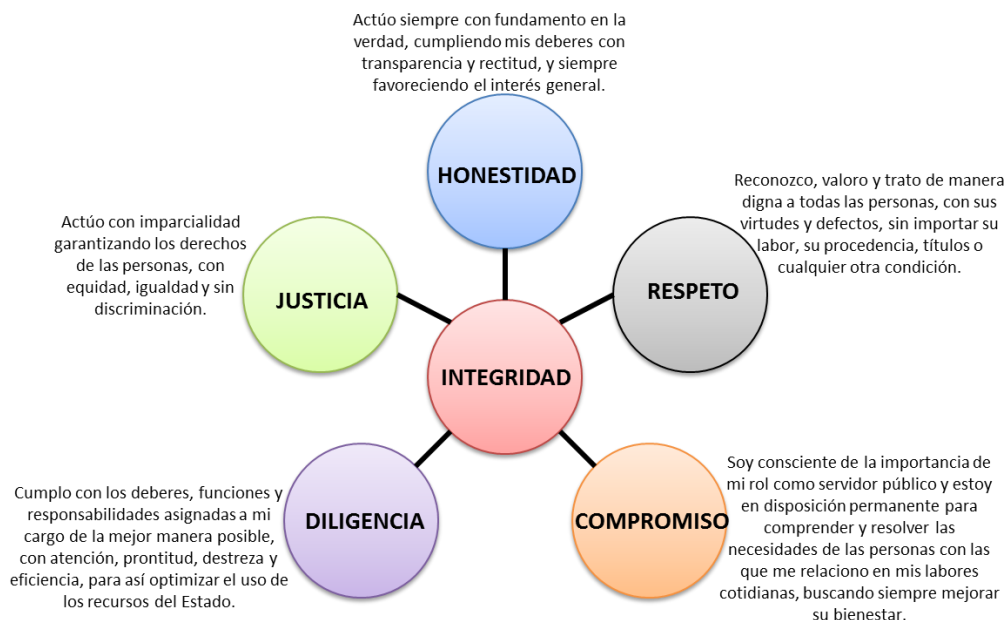 Actúo siempre con fundamento en la
verdad, cumpliendo mis deberes con
transparencia y rectitud, y siempre
favoreciendo el interés general.
HONESTIDAD
Reconozco, valoro y trato de manera
digna a todas las personas, con sus
virtudes y defectos, sin importar su
labor, su procedencia, títulos o
cualquier otra condición.
RESPETO
Actúo con imparcialidad
garantizando los derechos
de las personas, con
equidad, igualdad y sin
discriminación.
JUSTICIA
INTEGRIDAD
Cumplo con los deberes, funciones y
responsabilidades asignadas a mi
cargo de la mejor manera posible,
con atención, prontitud, destreza y
eficiencia, para así optimizar el uso de
los recursos del Estado.
DILIGENCIA
COMPROMISO
Soy consciente de la importancia de
mi rol como servidor público y estoy
en disposición permanente para
comprender y resolver las
necesidades de las personas con las
que me relaciono en mis labores
cotidianas, buscando siempre mejorar
su bienestar.